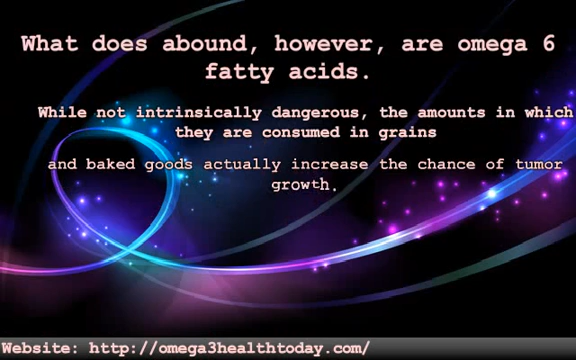 What does abound, however, are omega 6
fatty acids.
While not intrinsically dangerous, the amounts in which
they are consumed in grains
and baked goods actually increase the chance of tumor
growth.
Website: http://omega3healthtoday.com/